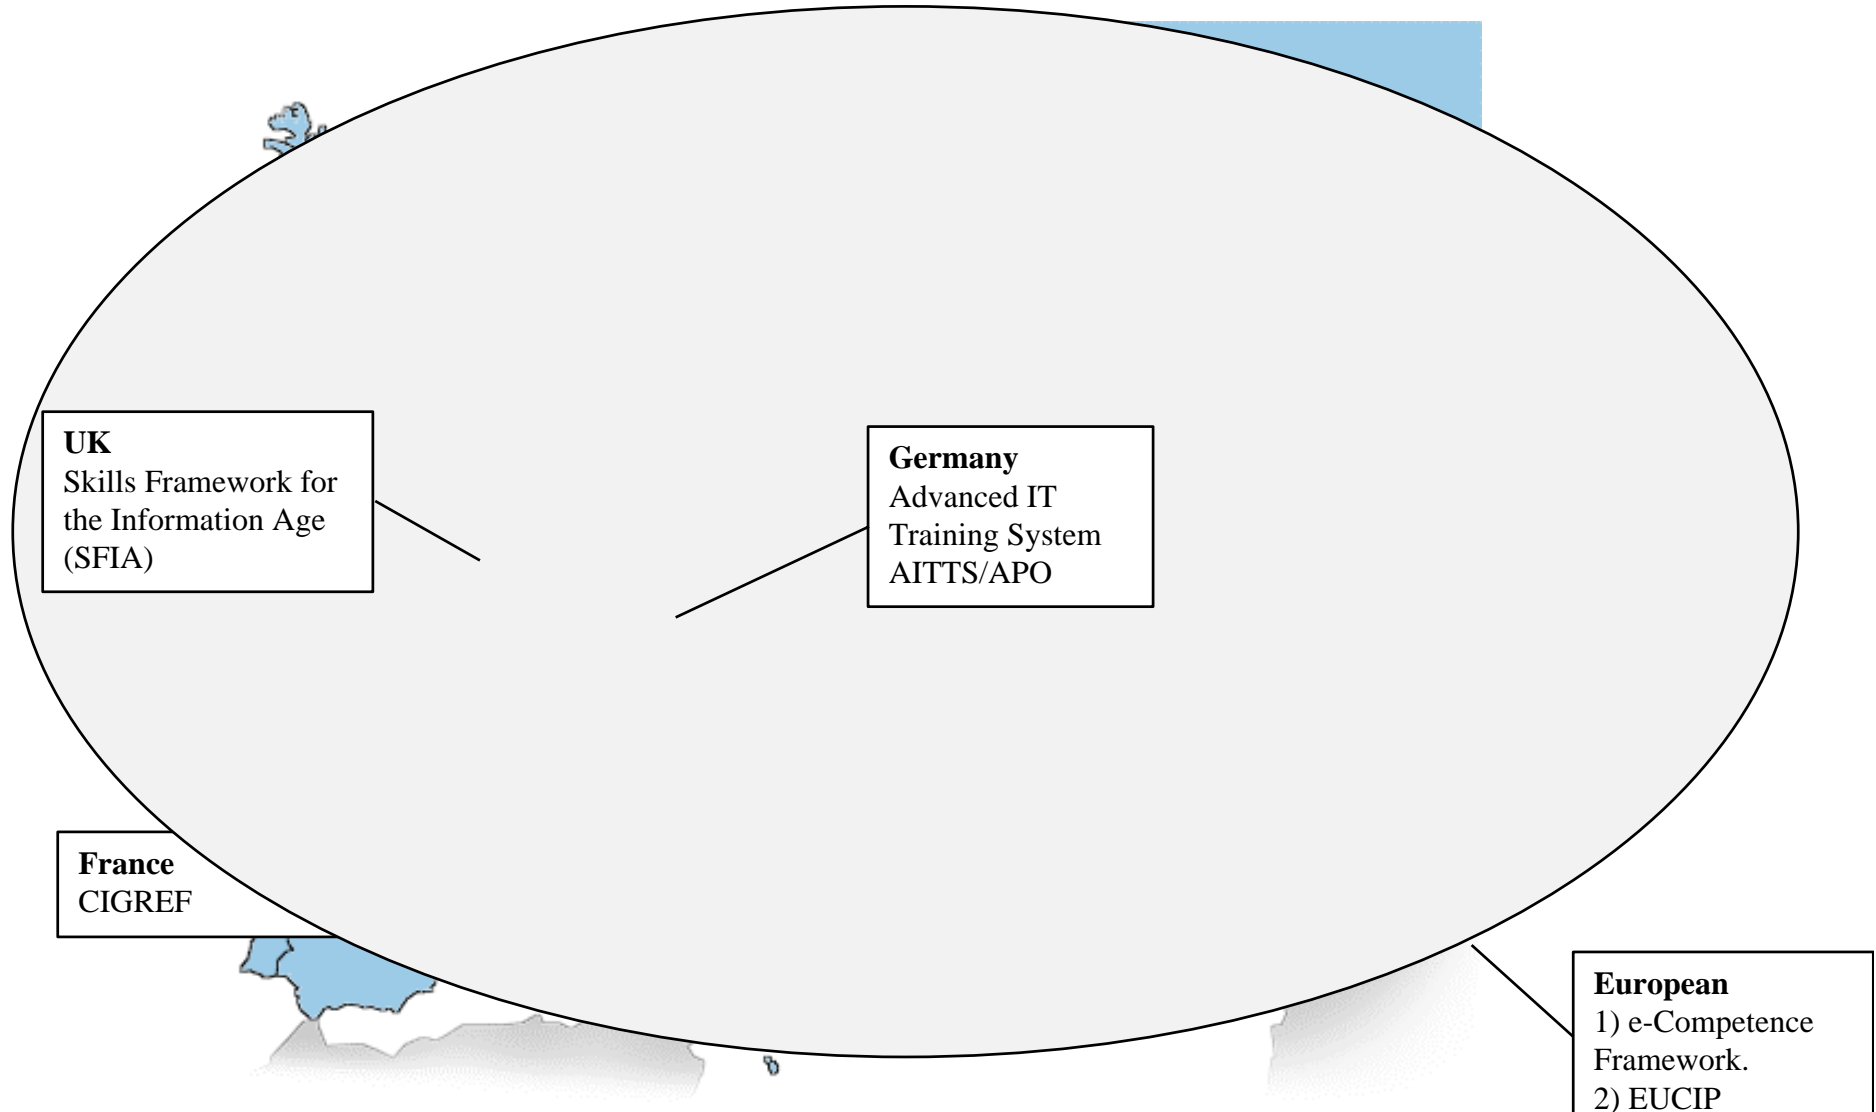 UK
Skills Framework for
the Information Age
(SFIA)
Germany
Advanced IT
Training System
AITTS/APO
France
CIGREF
European
1) e-Competence
Framework.
2) EUCIP